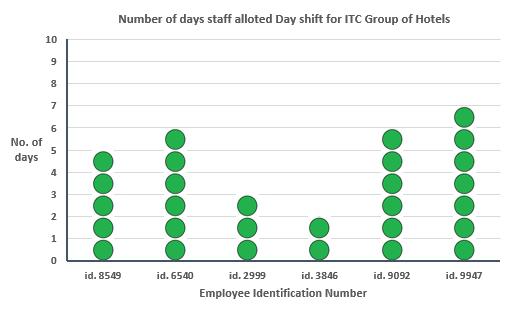 Number of days staff alloted Day shift for ITC Group of Hotels
10
9
8
7
6
5
4
3
2
1
0
No. of
days
id. 8549 id. 6540 id. 2999 id. 3846 id. 9092 id. 9947
Employee Identification Number